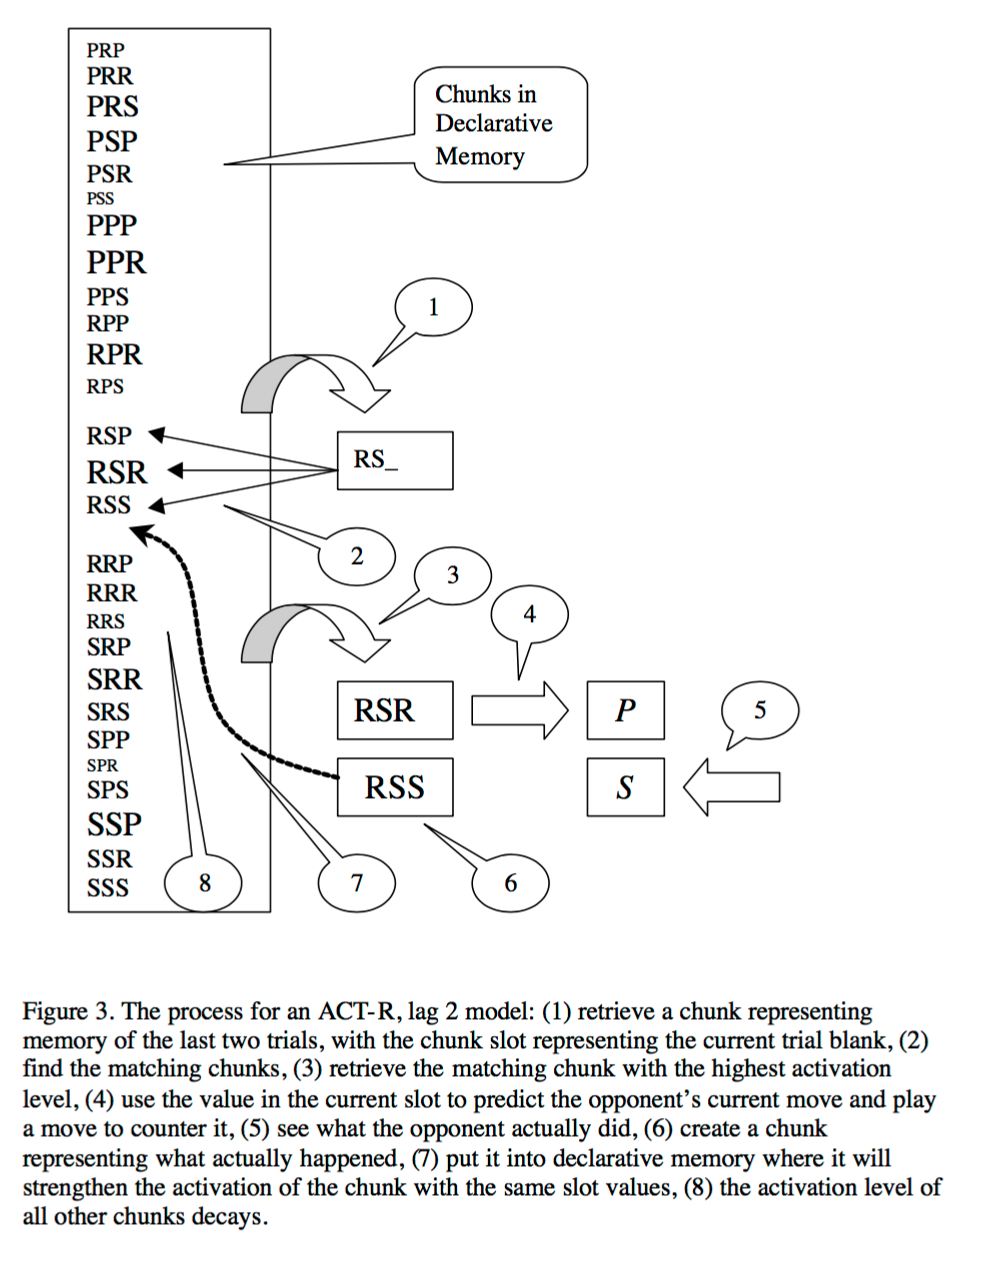 PRP
PRR
PRS
PSP
PSR
PSS
PPP
PPR
PPS
RPP
RPR
RPS
RSP
RSR
RSS
RRP
RRR
RRS
SRP
SRR
SRS
SPP
SPR
SPS
SSP
SSR
SSS
Chunks in
Declarative
Memory
1
RS_
2
3
4
RSR
P
5
RSS
S
8
7
6
Figure 3. The process for an ACT-R, lag 2 model: (1) retrieve a chunk representing
memory of the last two trials, with the chunk slot representing the current trial blank, (2)
find the matching chunks, (3) retrieve the matching chunk with the highest activation
level, (4) use the value in the current slot to predict the opponent’s current move and play
a move to counter it, (5) see what the opponent actually did, (6) create a chunk
representing what actually happened, (7) put it into declarative memory where it will
strengthen the activation of the chunk with the same slot values, (8) the activation level of
all other chunks decays.